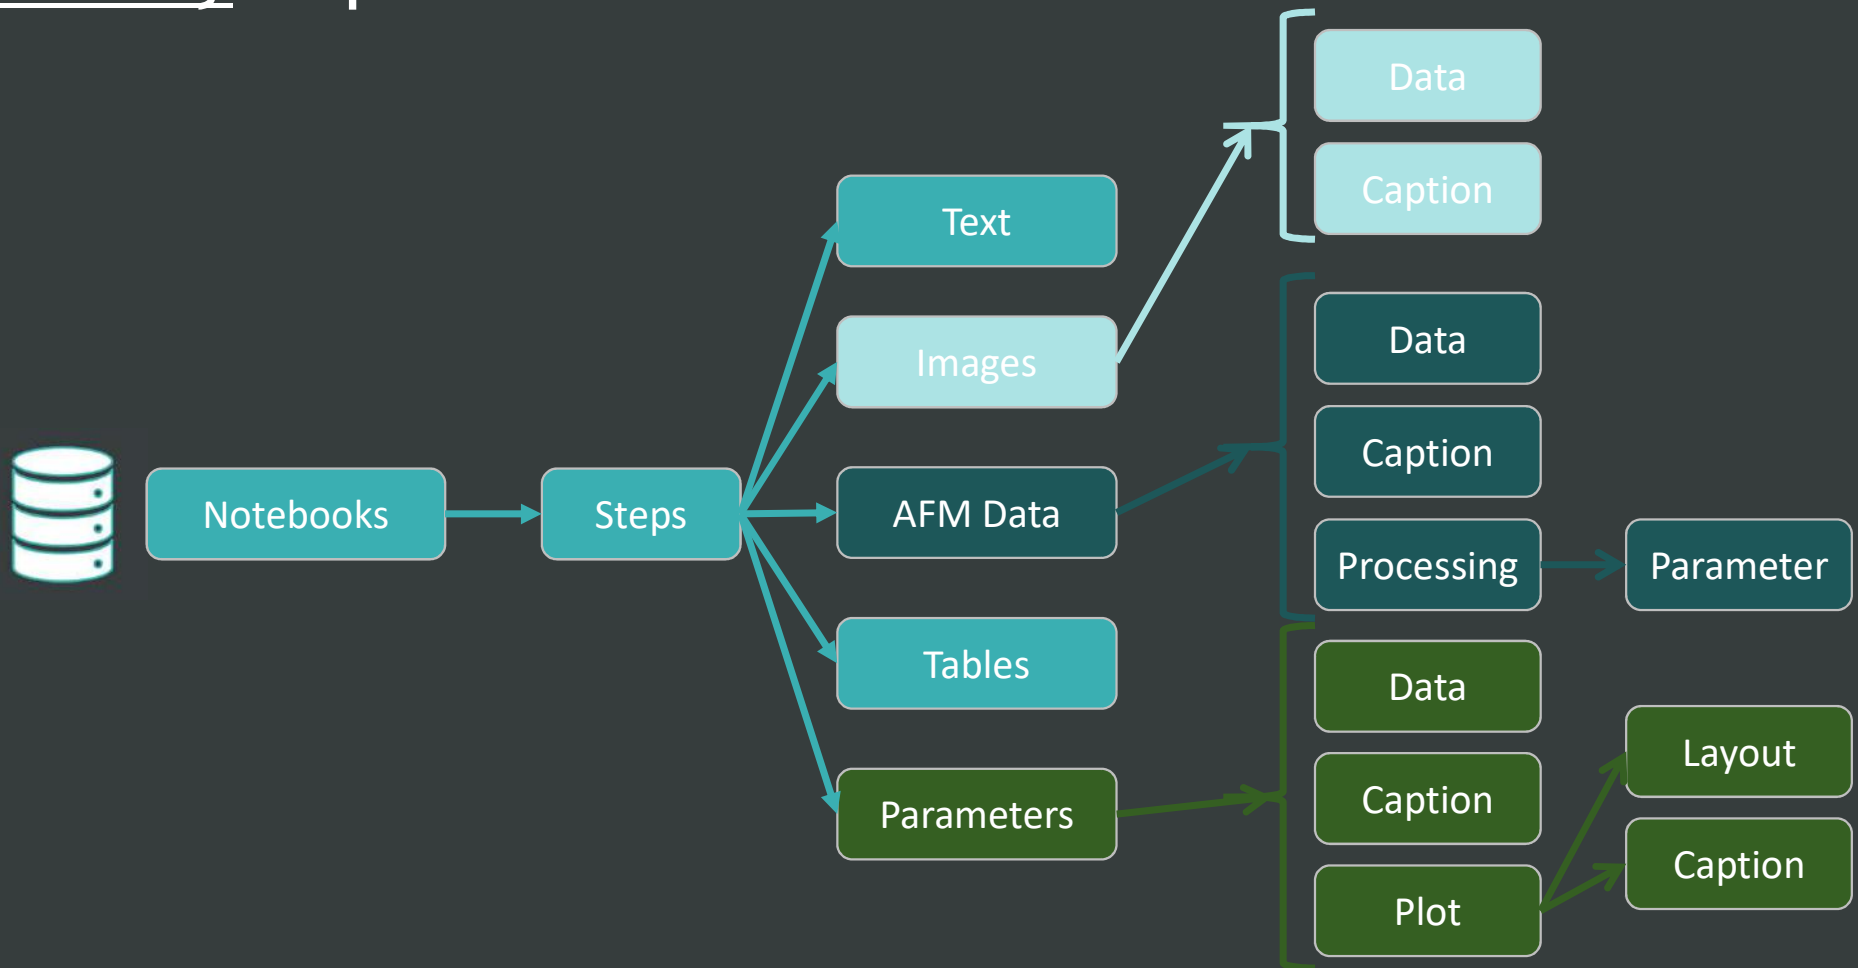 Notebooks
Steps
Text
Images
AFM Data
Tables
Parameters
Data
Caption
Data
Caption
Processing
Parameter
Data
Caption
Plot
Layout
Caption